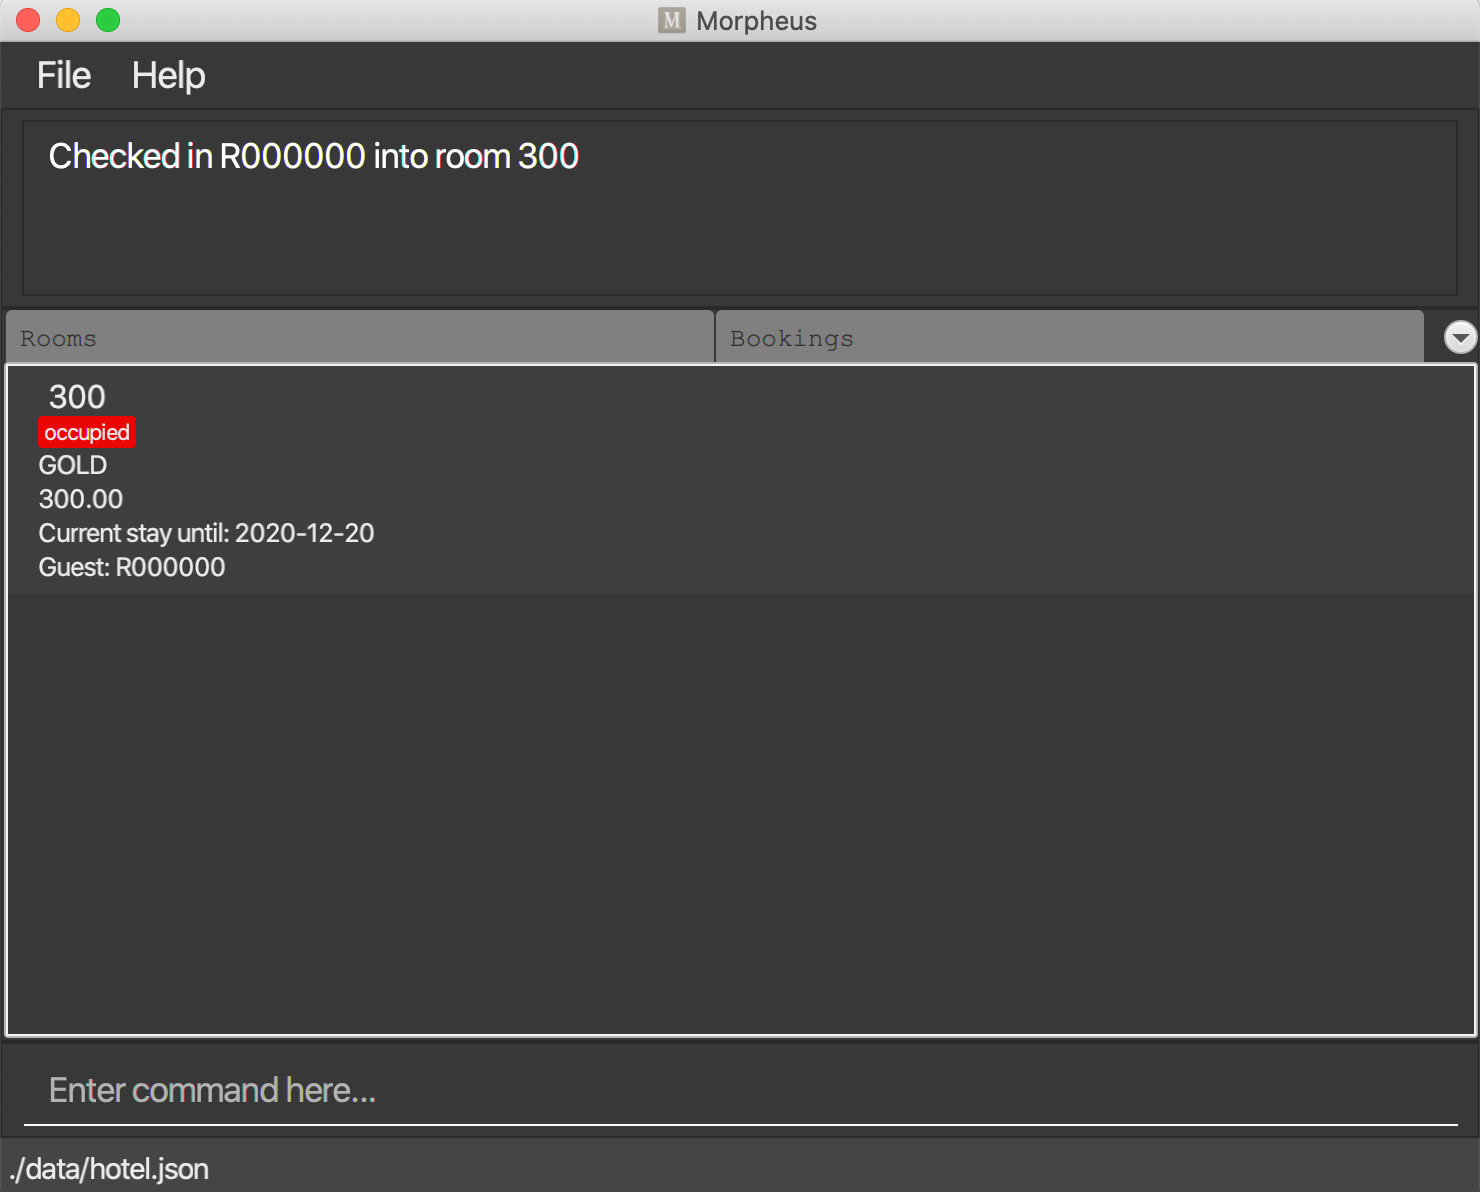 M Morpheus
File Help
Checked in R000000 into room 300
Rooms Bookings
300
occupied
GOLD
300.00
Current stay until: 2020-12-20
Guest: R000000
Enter command here...
./data/hotel.json